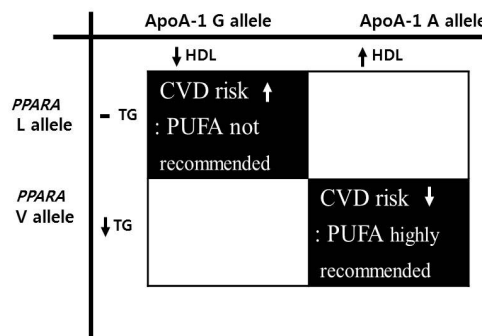 ApoA-1 G allele ApoA-1 A allele
↓ HDL ↑ HDL
PPARA
L allele
– TG
CVD risk ↑
: PUFA not
recommended
PPARA
V allele
↓ TG
CVD risk ↓
: PUFA highly
recommended